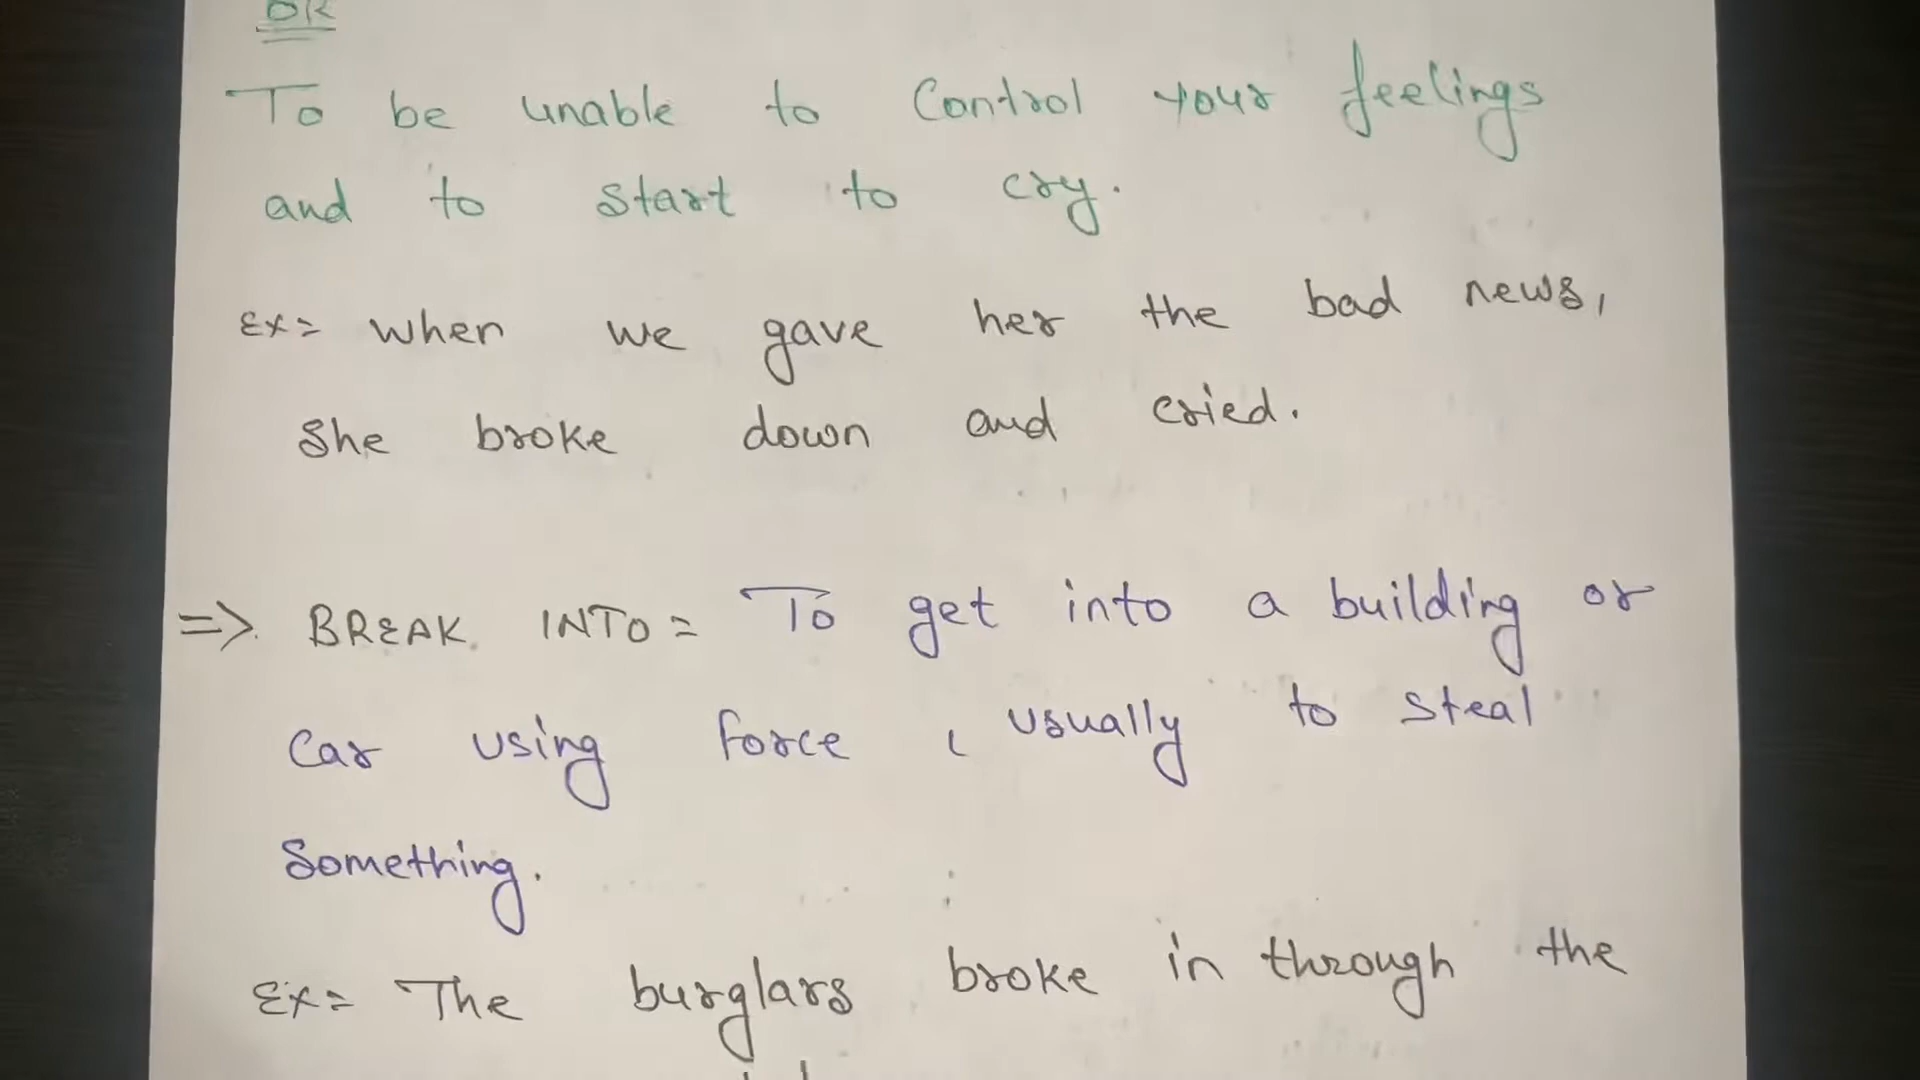 OR
To be unable to Control your feelings
and to start to cry.
Ex= When we gave her the bad news,
She broke down and cried.
=> BREAK INTO = To get into a building or
Car using force, usually to steal
Something.
Ex= The burglars broke in through the